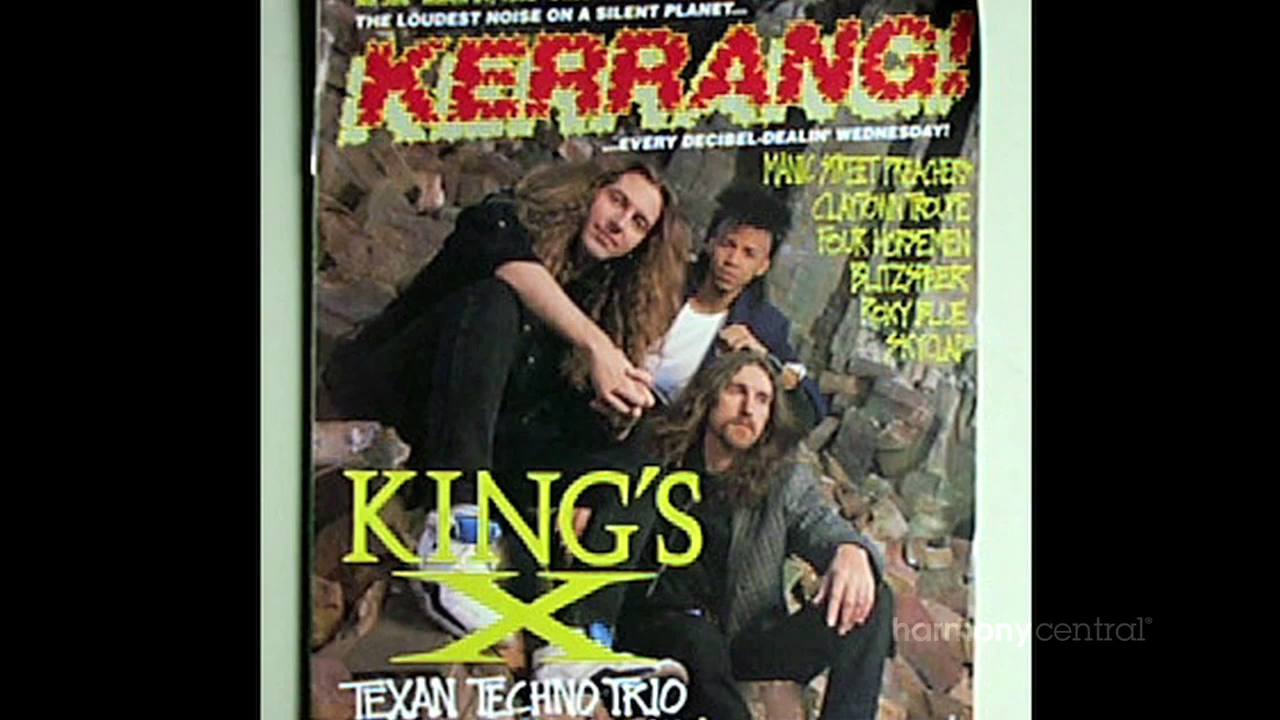 THE LOUDEST NOISE ON A SILENT PLANET...
KERRANG!
...EVERY DECIBEL-DEALIN' WEDNESDAY!
MANIC STREET PREACHERS
CLAYTOWN TROUPE
FOUR HORSEMEN
BLITZSPEER
ROXY BLUE
SKYCLAD
KING'S
X
harmony central®
TEXAN TECHNO TRIO